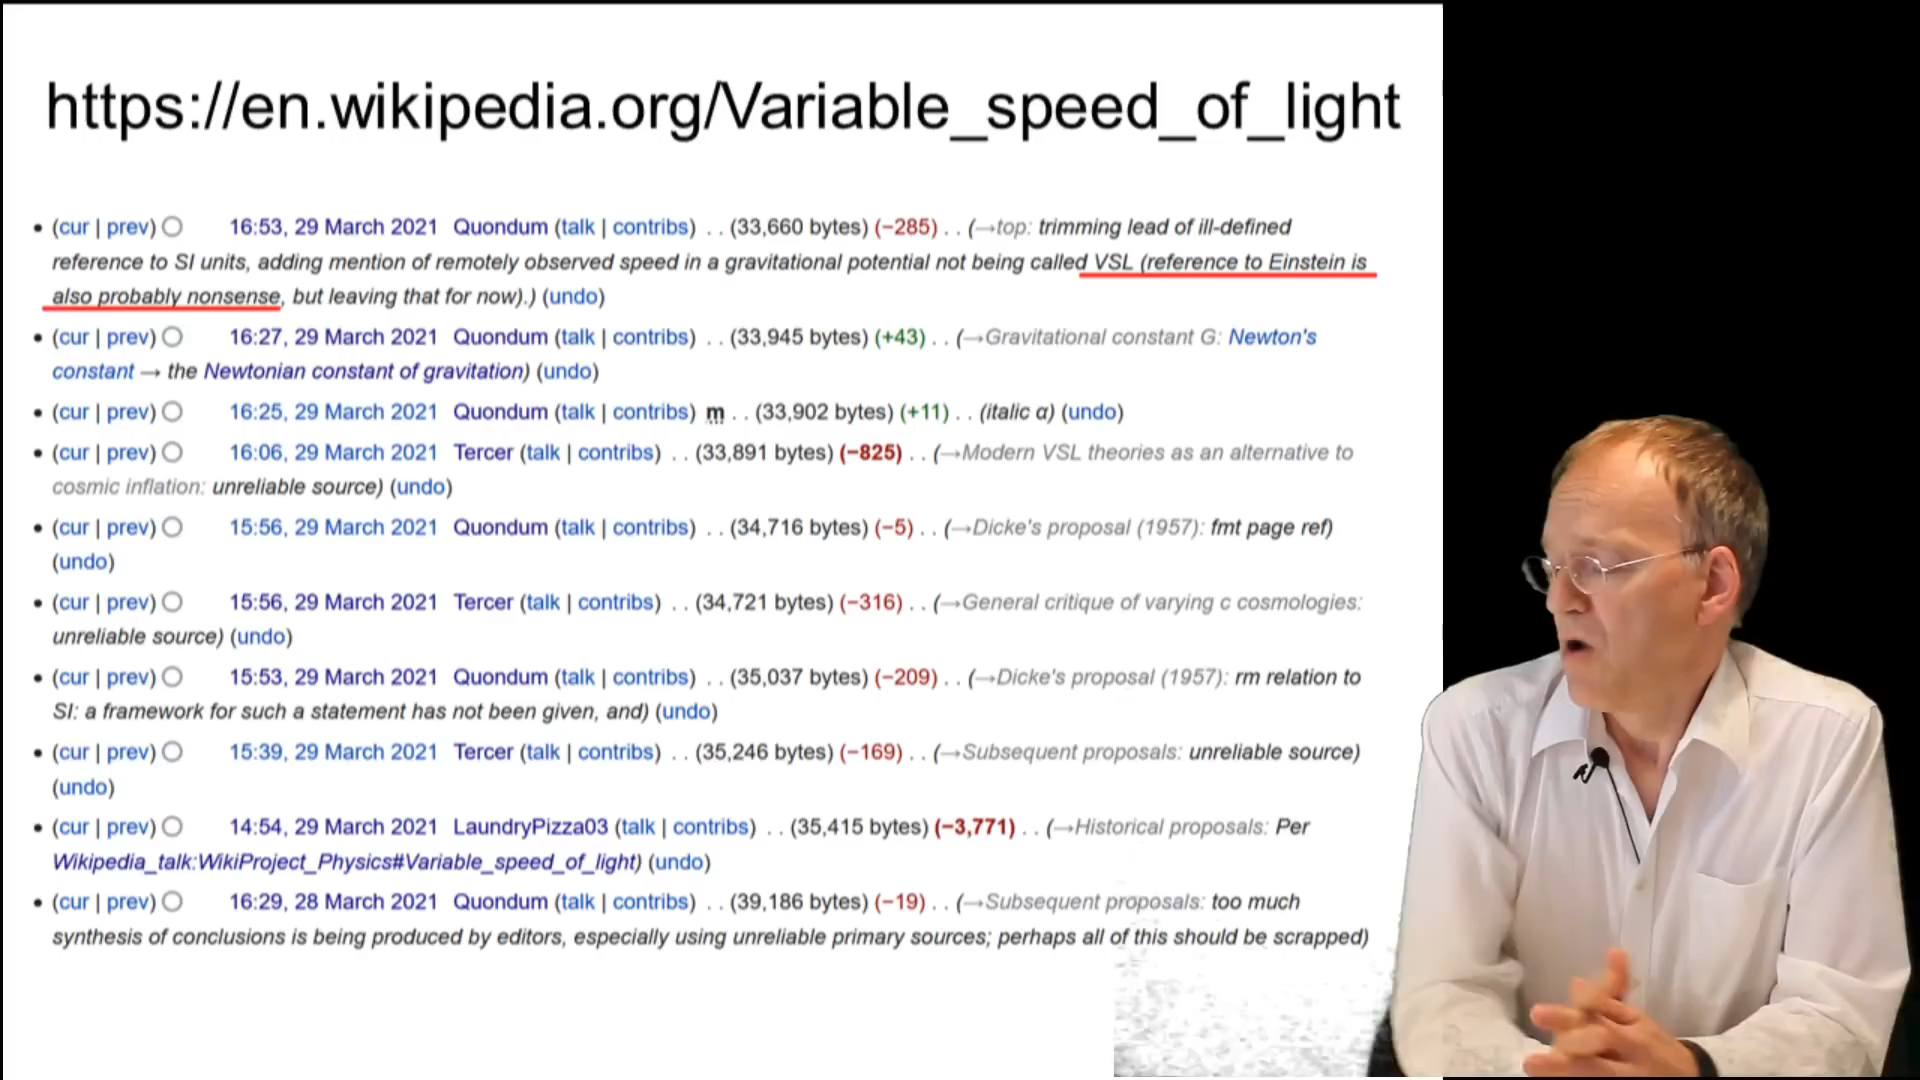 https://en.wikipedia.org/Variable_speed_of_light
• (cur | prev) 16:53, 29 March 2021 Quondum (talk | contribs) . . (33,660 bytes) (−285) . . (→top: trimming lead of ill-defined
reference to SI units, adding mention of remotely observed speed in a gravitational potential not being called VSL (reference to Einstein is
also probably nonsense, but leaving that for now).) (undo)
• (cur | prev) 16:27, 29 March 2021 Quondum (talk | contribs) . . (33,945 bytes) (+43) . . (→Gravitational constant G: Newton's
constant → the Newtonian constant of gravitation) (undo)
• (cur | prev) 16:25, 29 March 2021 Quondum (talk | contribs) m . . (33,902 bytes) (+11) . . (italic α) (undo)
• (cur | prev) 16:06, 29 March 2021 Tercer (talk | contribs) . . (33,891 bytes) (−825) . . (→Modern VSL theories as an alternative to
cosmic inflation: unreliable source) (undo)
• (cur | prev) 15:56, 29 March 2021 Quondum (talk | contribs) . . (34,716 bytes) (−5) . . (→Dicke's proposal (1957): fmt page ref)
(undo)
• (cur | prev) 15:56, 29 March 2021 Tercer (talk | contribs) . . (34,721 bytes) (−316) . . (→General critique of varying c cosmologies:
unreliable source) (undo)
• (cur | prev) 15:53, 29 March 2021 Quondum (talk | contribs) . . (35,037 bytes) (−209) . . (→Dicke's proposal (1957): rm relation to
SI: a framework for such a statement has not been given, and) (undo)
• (cur | prev) 15:39, 29 March 2021 Tercer (talk | contribs) . . (35,246 bytes) (−169) . . (→Subsequent proposals: unreliable source)
(undo)
• (cur | prev) 14:54, 29 March 2021 LaundryPizza03 (talk | contribs) . . (35,415 bytes) (−3,771) . . (→Historical proposals: Per
Wikipedia_talk:WikiProject_Physics#Variable_speed_of_light) (undo)
• (cur | prev) 16:29, 28 March 2021 Quondum (talk | contribs) . . (39,186 bytes) (−19) . . (→Subsequent proposals: too much
synthesis of conclusions is being produced by editors, especially using unreliable primary sources; perhaps all of this should be scrapped)